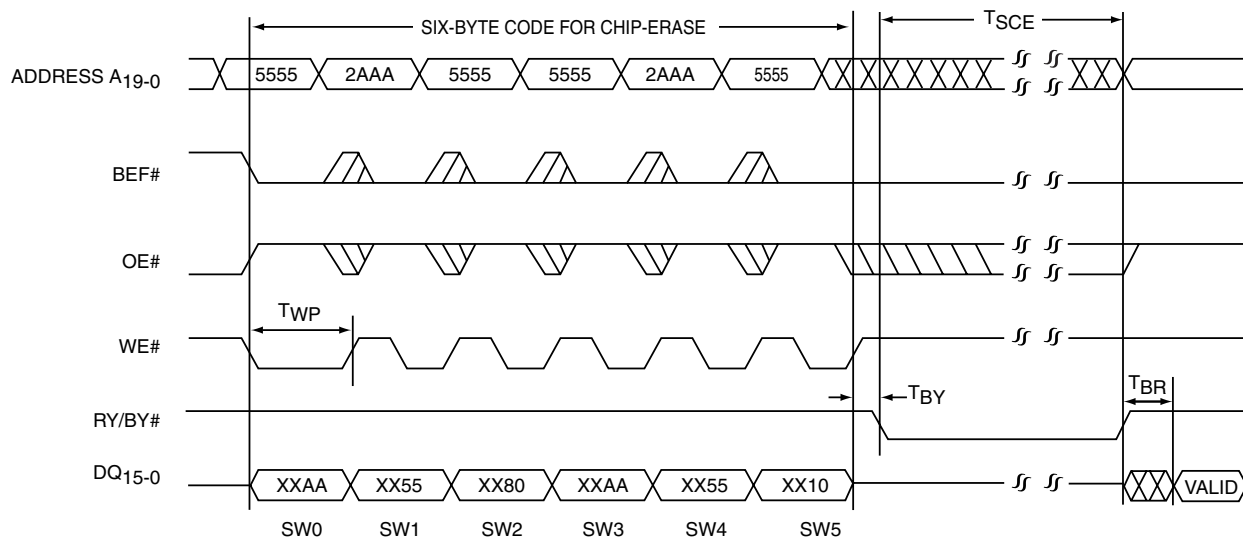 SIX-BYTE CODE FOR CHIP-ERASE
TSCE
ADDRESS A19-0
5555 2AAA 5555 5555 2AAA 5555
BEF#
OE#
TWP
WE#
TBY
TBR
RY/BY#
DQ15-0
XXAA XX55 XX80 XXAA XX55 XX10 VALID
SW0 SW1 SW2 SW3 SW4 SW5